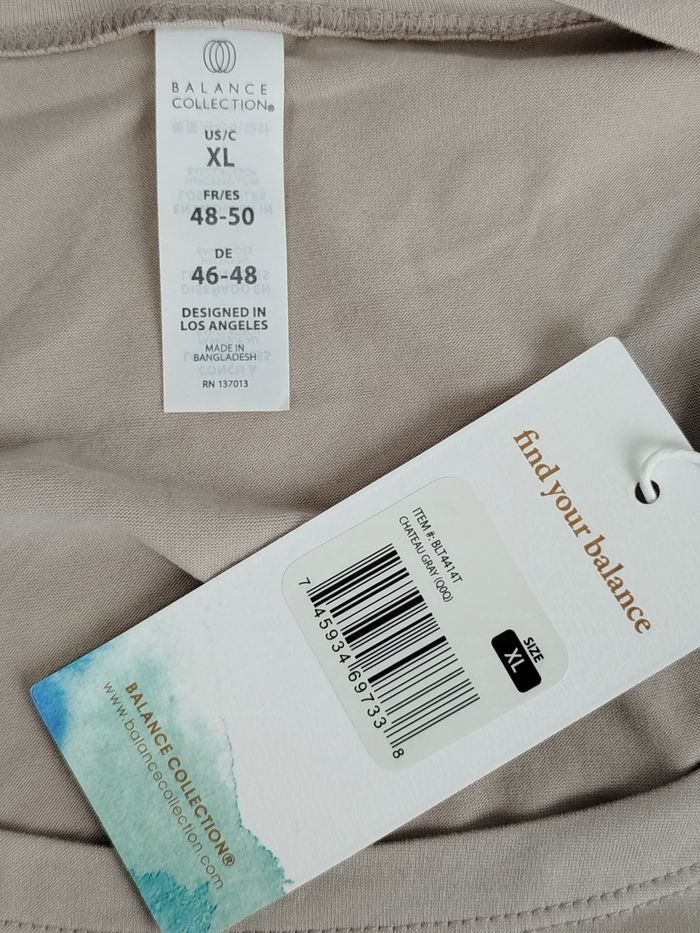 BALANCE
COLLECTION®
US/C
XL
FR/ES
48-50
DE
46-48
DESIGNED IN
LOS ANGELES
MADE IN
BANGLADESH
RN 137013
find your balance
ITEM #: BLT4414T
CHATEAU GRAY (Q0Q)
7 45934 69733 8
SIZE
XL
BALANCE COLLECTION®
www.balancecollection.com